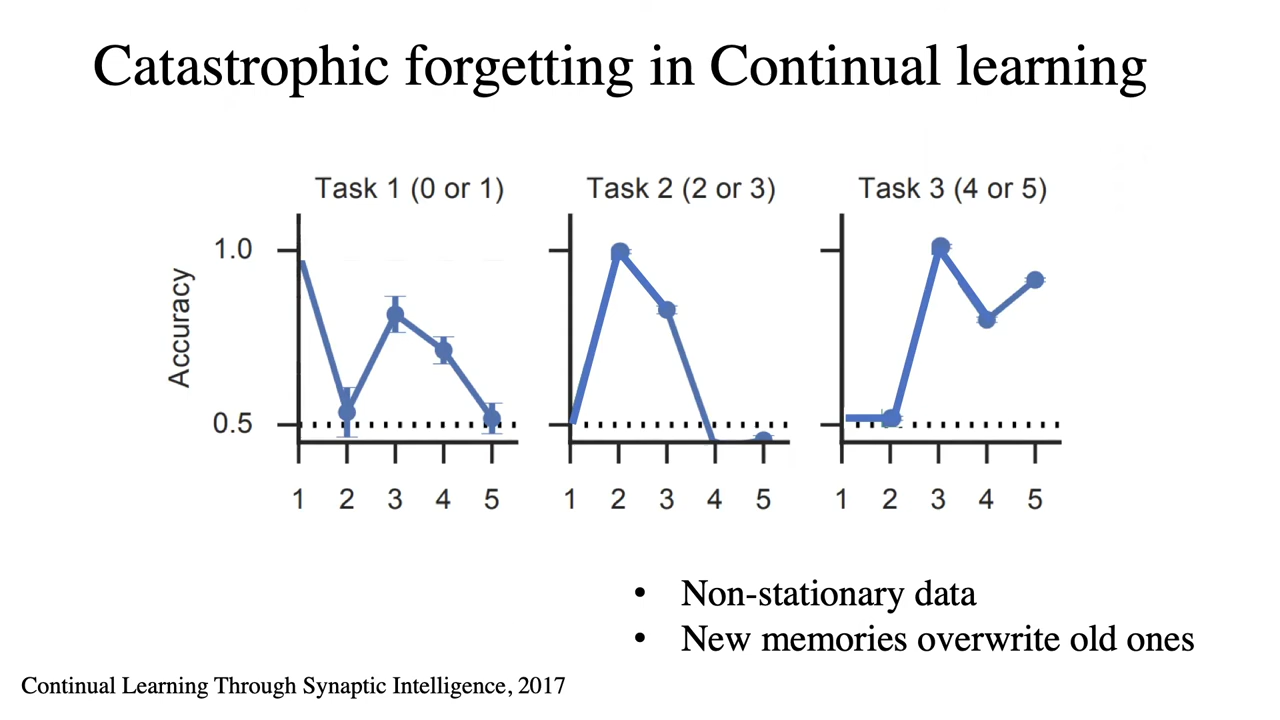 Catastrophic forgetting in Continual learning
Task 1 (0 or 1)
Task 2 (2 or 3)
Task 3 (4 or 5)
Accuracy
1.0
0.5
1 2 3 4 5
1 2 3 4 5
1 2 3 4 5
• Non-stationary data
• New memories overwrite old ones
Continual Learning Through Synaptic Intelligence, 2017